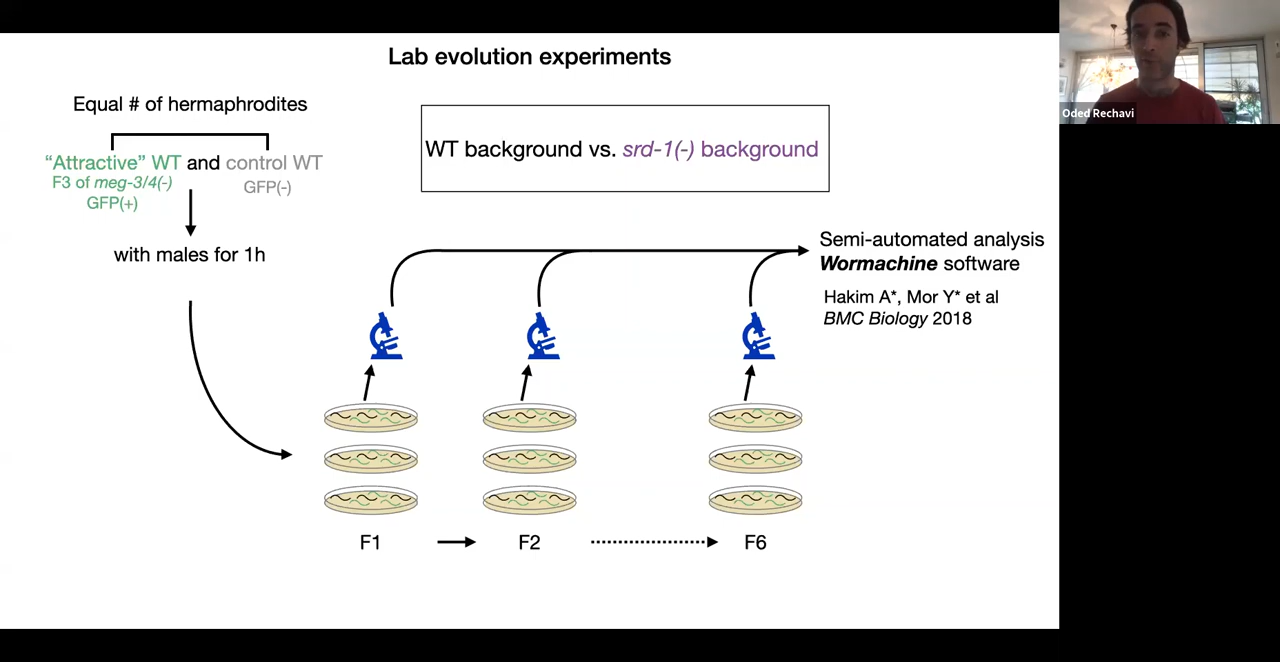 Lab evolution experiments
Equal # of hermaphrodites
“Attractive” WT and control WT
F3 of meg-3/4(-)
GFP(+)
GFP(-)
with males for 1h
WT background vs. srd-1(-) background
Semi-automated analysis
Wormachine software
Hakim A*, Mor Y* et al
BMC Biology 2018
F1
F2
F6
Oded Rechavi